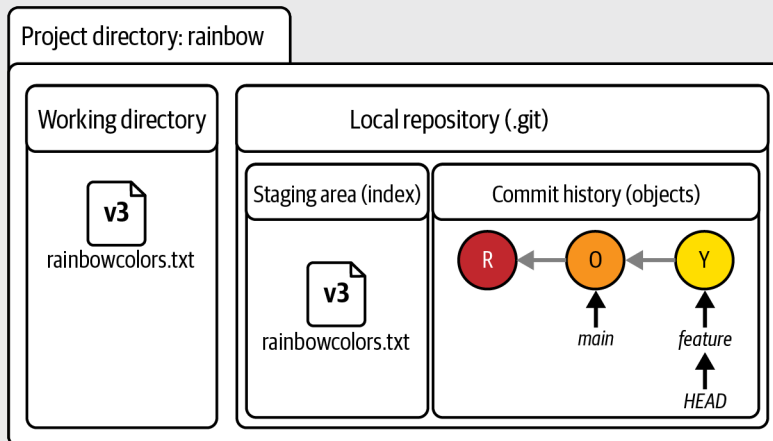 Project directory: rainbow
Working directory
v3
rainbowcolors.txt
Local repository (.git)
Staging area (index)
v3
rainbowcolors.txt
Commit history (objects)
R
O
Y
main
feature
HEAD